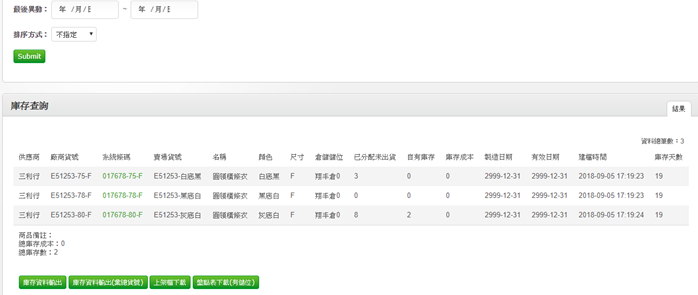 最後異動： 年 /月/日 ~ 年 /月/日
排序方式： 不指定
Submit
庫存查詢
結果
資料總筆數：3
供應商 廠商貨號 系統條碼 賣場貨號 名稱 顏色 尺寸 倉儲儲位 已分配未出貨 自有庫存 庫存成本 製造日期 有效日期 建檔時間 庫存天數
三利行 E51253-75-F 017678-75-F E51253-白底黑 圓領橫條衣 白底黑 F 翔丰倉0 3 0 0 2999-12-31 2999-12-31 2018-09-05 17:19:23 19
三利行 E51253-78-F 017678-78-F E51253-黑底白 圓領橫條衣 黑底白 F 翔丰倉0 0 0 0 2999-12-31 2999-12-31 2018-09-05 17:19:23 19
三利行 E51253-80-F 017678-80-F E51253-灰底白 圓領橫條衣 灰底白 F 翔丰倉0 8 2 0 2999-12-31 2999-12-31 2018-09-05 17:19:24 19
商品備註：
總庫存成本：0
總庫存數：2
庫存資料輸出 庫存資料輸出(業績貨號) 上架檔下載 盤點表下載(有儲位)